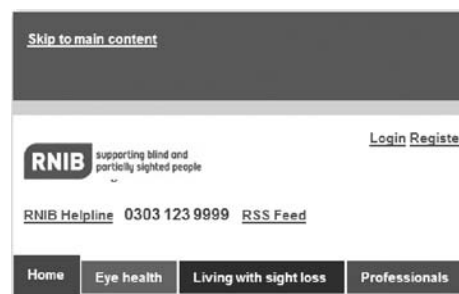 Skip to main content
Login Registe
RNIB supporting blind and
partially sighted people
RNIB Helpline 0303 123 9999 RSS Feed
Home Eye health Living with sight loss Professionals